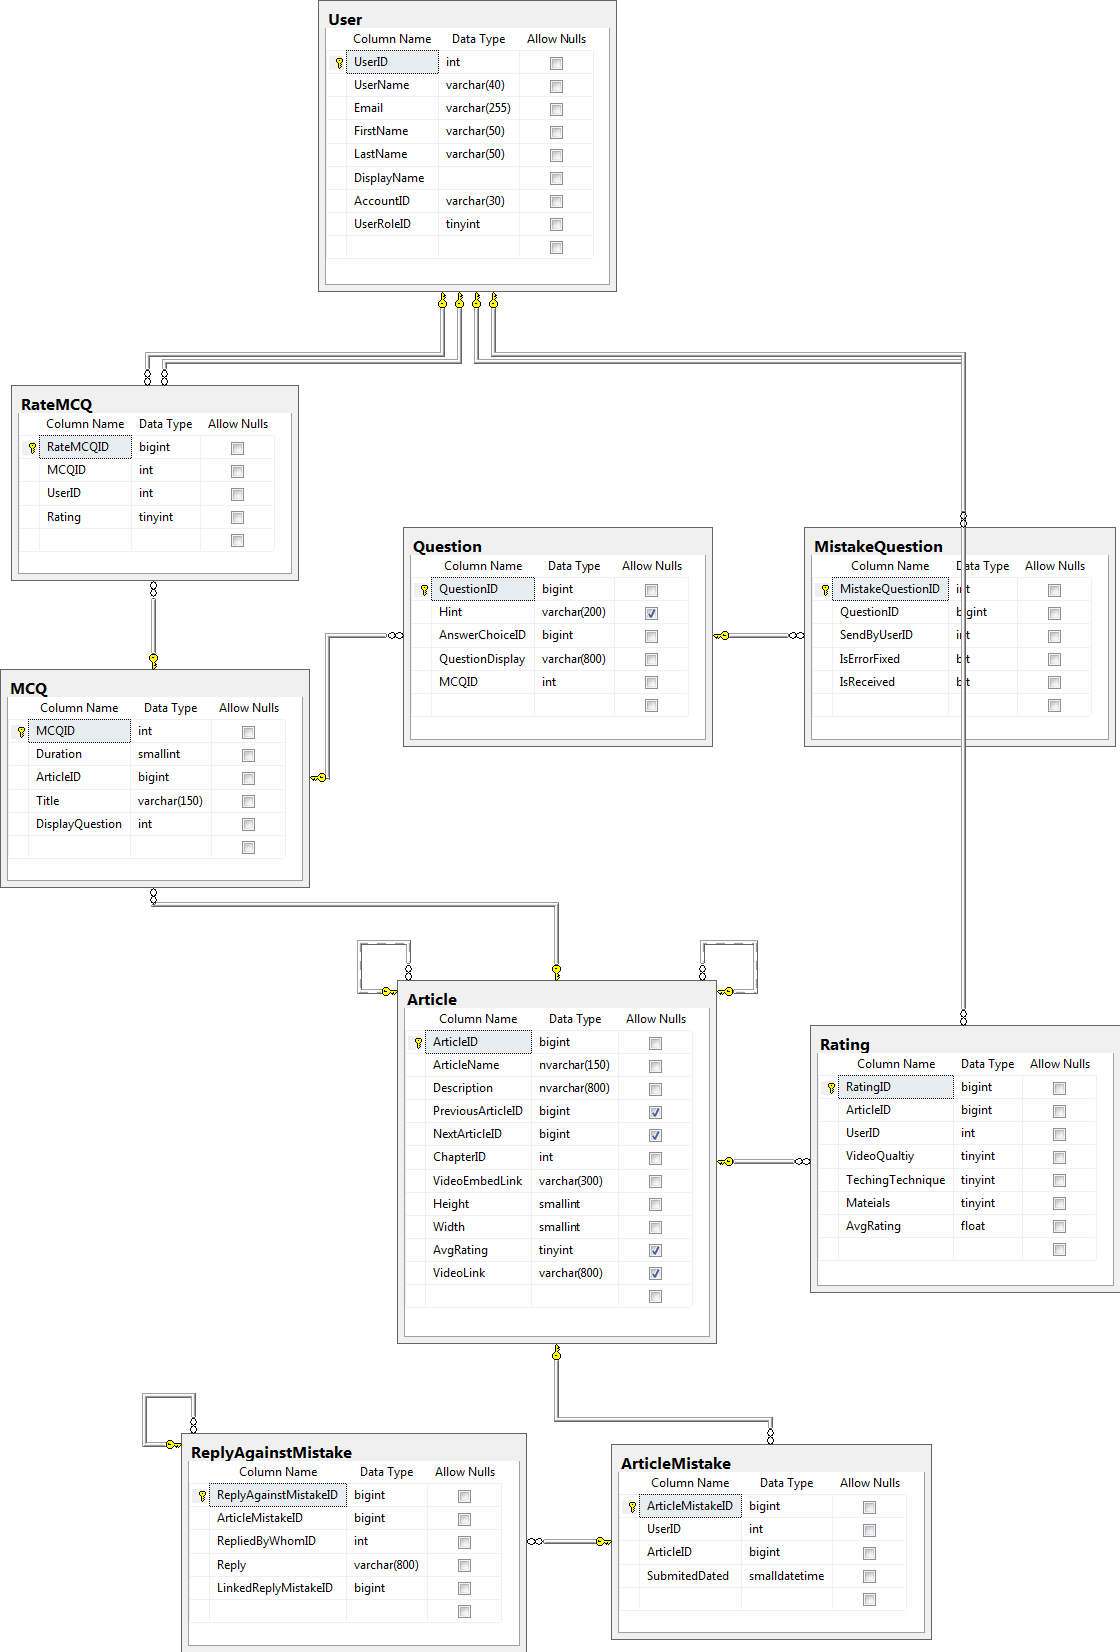 User
Column Name Data Type Allow Nulls
UserID int
UserName varchar(40)
Email varchar(255)
FirstName varchar(50)
LastName varchar(50)
DisplayName
AccountID varchar(30)
UserRoleID tinyint
RateMCQ
Column Name Data Type Allow Nulls
RateMCQID bigint
MCQID int
UserID int
Rating tinyint
Question
Column Name Data Type Allow Nulls
QuestionID bigint
Hint varchar(200)
AnswerChoiceID bigint
QuestionDisplay varchar(800)
MCQID int
MistakeQuestion
Column Name Data Type Allow Nulls
MistakeQuestionID int
QuestionID bigint
SendByUserID int
IsErrorFixed bit
IsReceived bit
MCQ
Column Name Data Type Allow Nulls
MCQID int
Duration smallint
ArticleID bigint
Title varchar(150)
DisplayQuestion int
Article
Column Name Data Type Allow Nulls
ArticleID bigint
ArticleName nvarchar(150)
Description nvarchar(800)
PreviousArticleID bigint
NextArticleID bigint
ChapterID int
VideoEmbedLink varchar(300)
Height smallint
Width smallint
AvgRating tinyint
VideoLink varchar(800)
Rating
Column Name Data Type Allow Nulls
RatingID bigint
ArticleID bigint
UserID int
VideoQualtiy tinyint
TechingTechnique tinyint
Mateials tinyint
AvgRating float
ReplyAgainstMistake
Column Name Data Type Allow Nulls
ReplyAgainstMistakeID bigint
ArticleMistakeID bigint
RepliedByWhomID int
Reply varchar(800)
LinkedReplyMistakeID bigint
ArticleMistake
Column Name Data Type Allow Nulls
ArticleMistakeID bigint
UserID int
ArticleID bigint
SubmitedDated smalldatetime